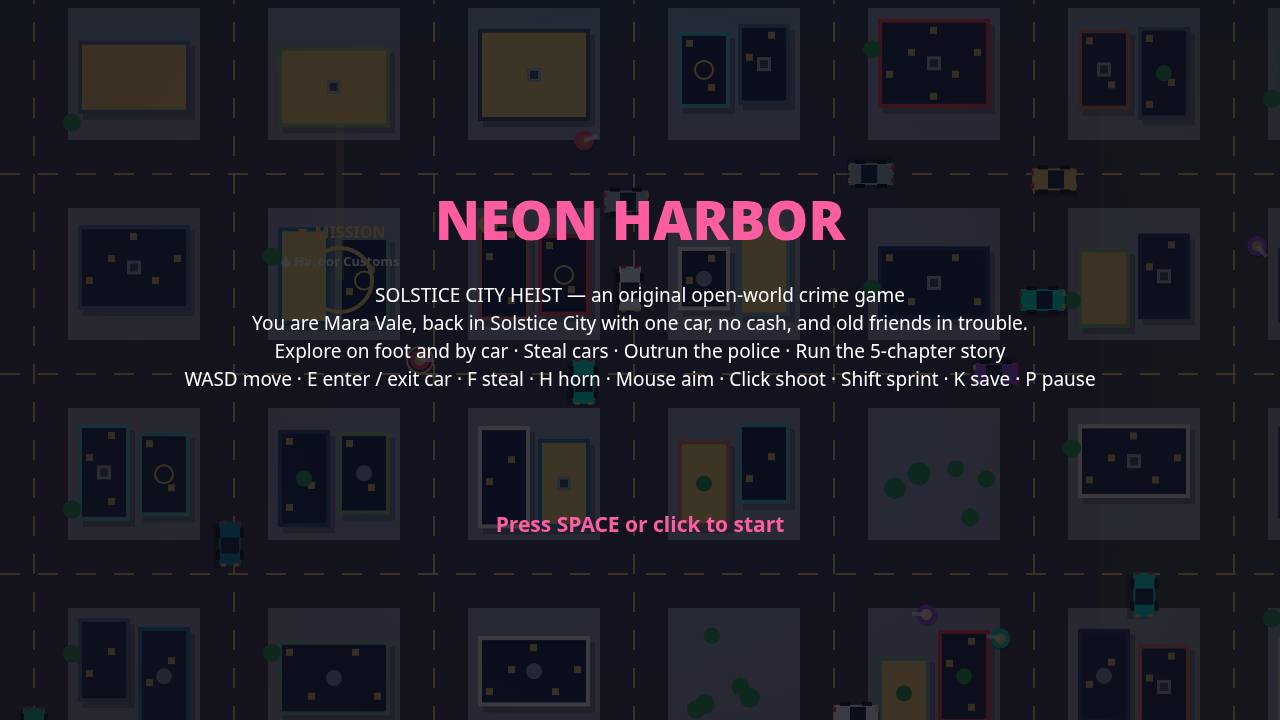 NEON HARBOR
MISSION
Harbor Customs
SOLSTICE CITY HEIST — an original open-world crime game
You are Mara Vale, back in Solstice City with one car, no cash, and old friends in trouble.
Explore on foot and by car · Steal cars · Outrun the police · Run the 5-chapter story
WASD move · E enter / exit car · F steal · H horn · Mouse aim · Click shoot · Shift sprint · K save · P pause
Press SPACE or click to start